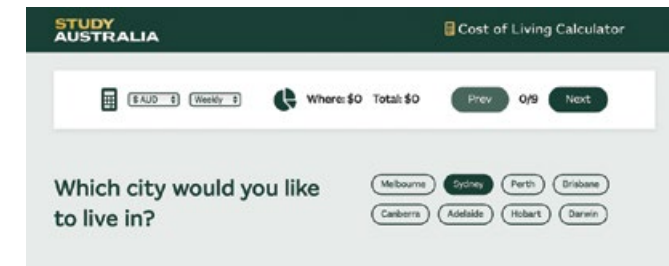 STUDY
AUSTRALIA
Cost of Living Calculator
$ AUD Weekly Where: $0 Total: $0 Prev 0/9 Next
Which city would you like
to live in?
Melbourne Sydney Perth Brisbane
Canberra Adelaide Hobart Darwin